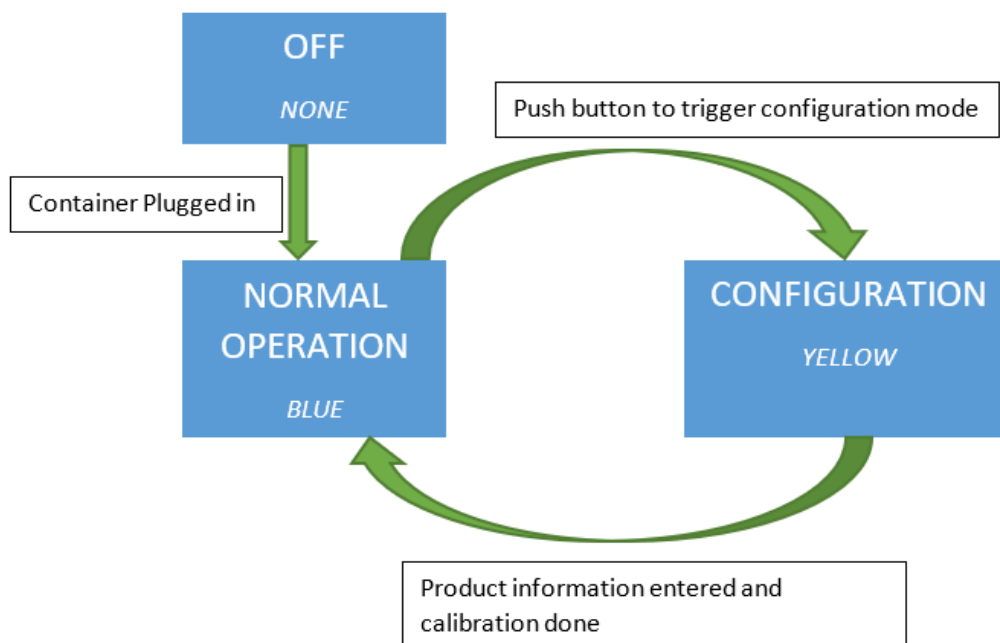 OFF
NONE
Push button to trigger configuration mode
Container Plugged in
NORMAL
OPERATION
BLUE
CONFIGURATION
YELLOW
Product information entered and
calibration done